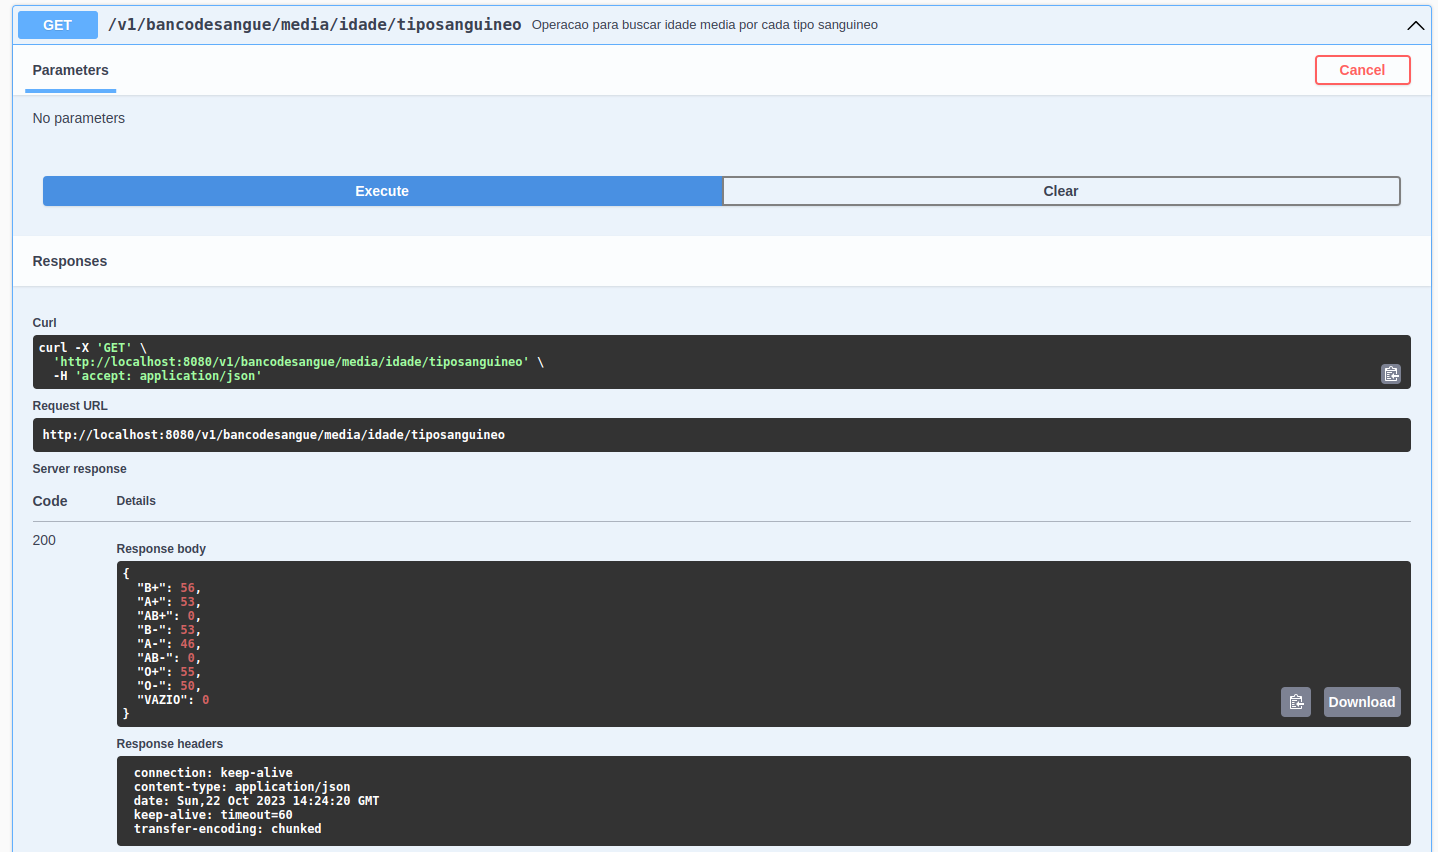 GET /v1/bancodesangue/media/idade/tiposanguineo Operacao para buscar idade media por cada tipo sanguineo
Parameters
Cancel
No parameters
Execute
Clear
Responses
Curl
curl -X 'GET' \
  'http://localhost:8080/v1/bancodesangue/media/idade/tiposanguineo' \
  -H 'accept: application/json'
Request URL
http://localhost:8080/v1/bancodesangue/media/idade/tiposanguineo
Server response
Code Details
200
Response body
{
  "B+": 56,
  "A+": 53,
  "AB+": 0,
  "B-": 53,
  "A-": 46,
  "AB-": 0,
  "O+": 55,
  "O-": 50,
  "VAZIO": 0
}
Download
Response headers
connection: keep-alive
content-type: application/json
date: Sun,22 Oct 2023 14:24:20 GMT
keep-alive: timeout=60
transfer-encoding: chunked